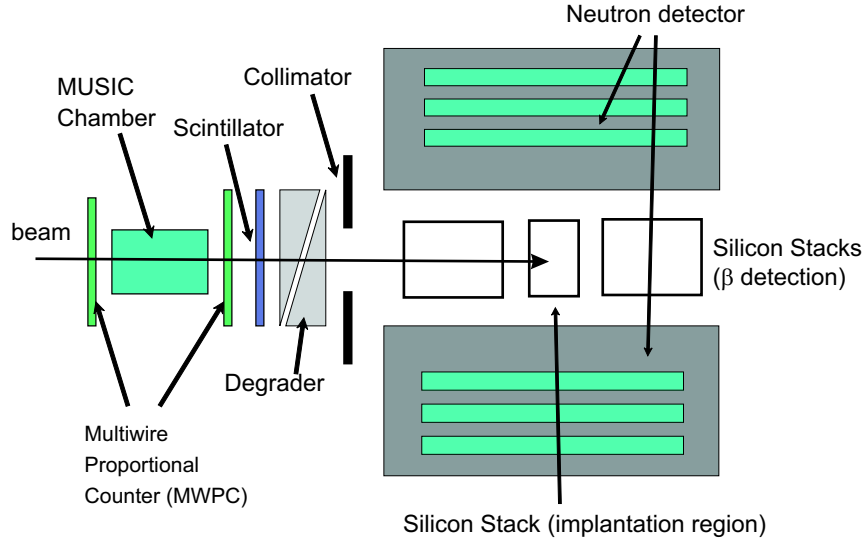 Neutron detector
MUSIC
Chamber
Collimator
Scintillator
beam
Silicon Stacks
(β detection)
Degrader
Multiwire
Proportional
Counter (MWPC)
Silicon Stack (implantation region)